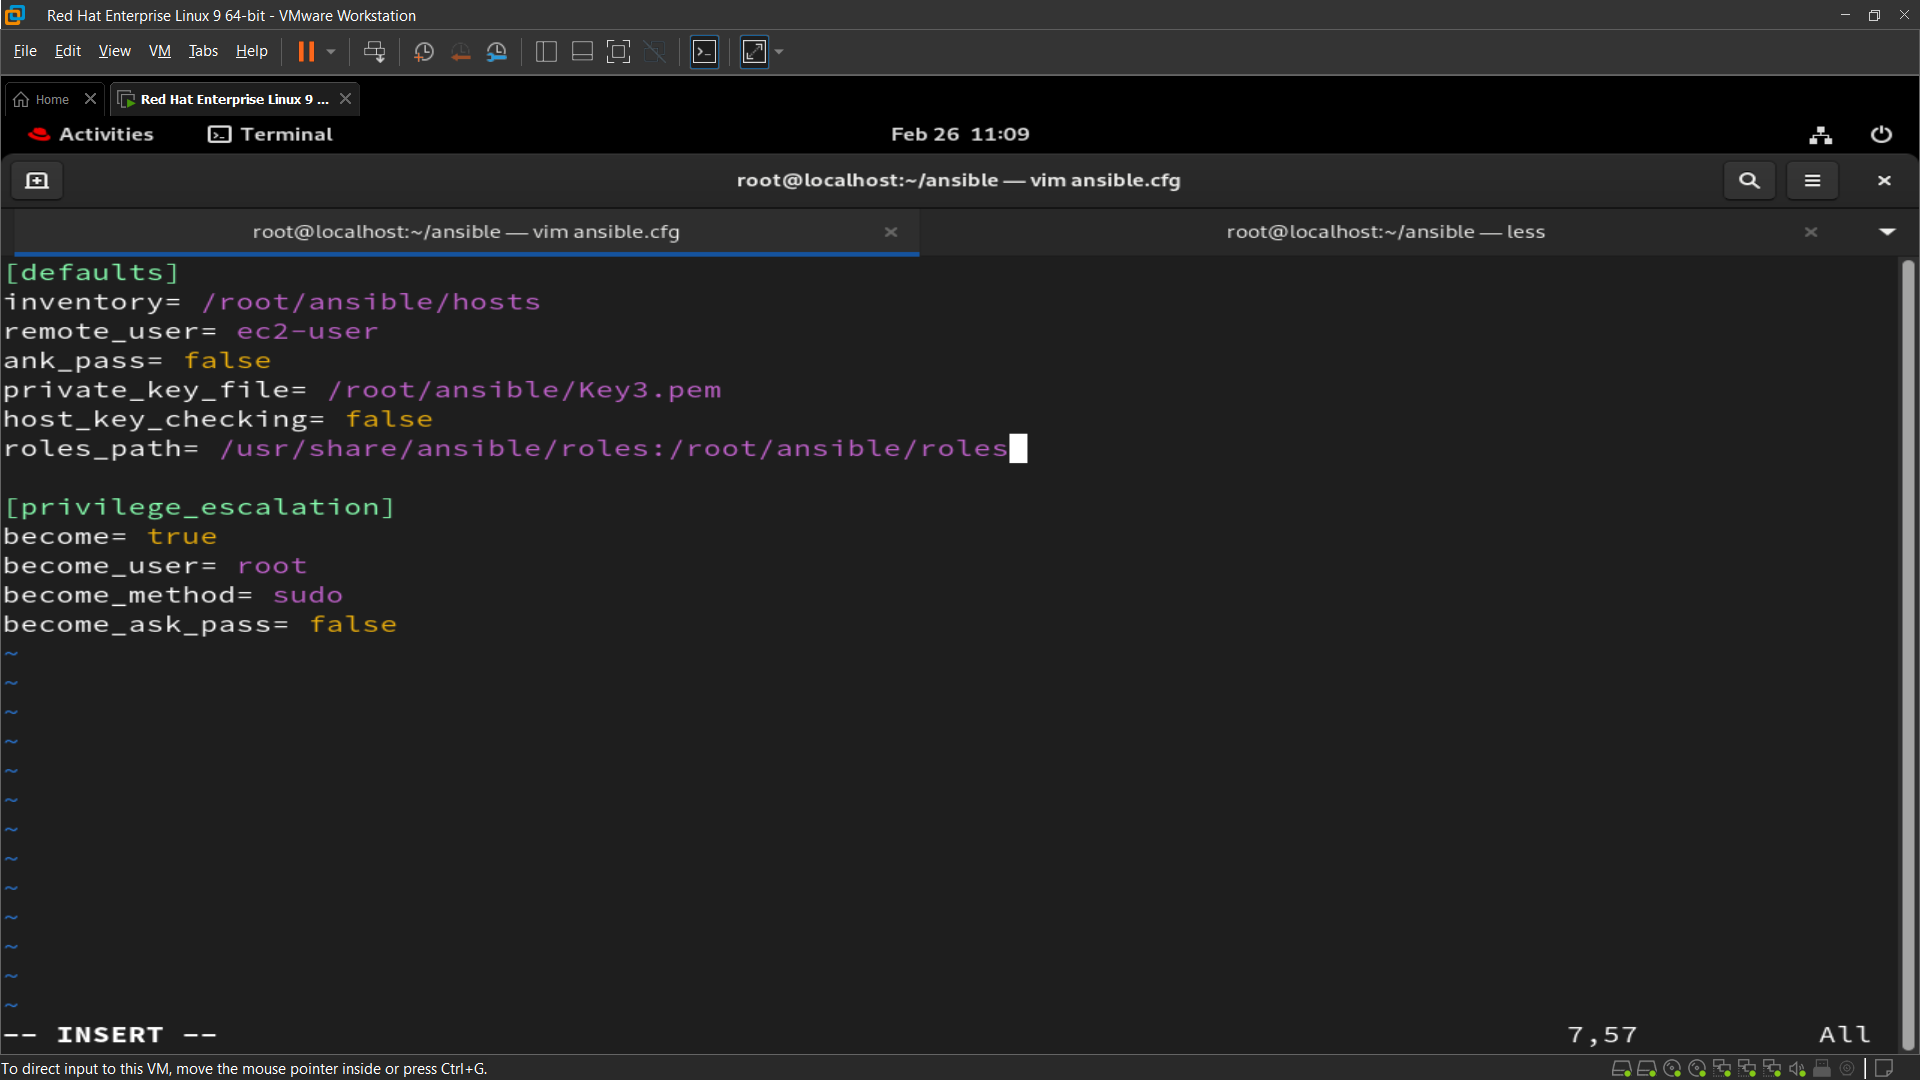 Red Hat Enterprise Linux 9 64-bit - VMware Workstation
File Edit View VM Tabs Help
Home
Red Hat Enterprise Linux 9 ...
Activities Terminal Feb 26 11:09
root@localhost:~/ansible — vim ansible.cfg
root@localhost:~/ansible — vim ansible.cfg
root@localhost:~/ansible — less
[defaults]
inventory= /root/ansible/hosts
remote_user= ec2-user
ank_pass= false
private_key_file= /root/ansible/Key3.pem
host_key_checking= false
roles_path= /usr/share/ansible/roles:/root/ansible/roles
[privilege_escalation]
become= true
become_user= root
become_method= sudo
become_ask_pass= false
~
~
~
~
~
~
~
~
~
~
~
~
~
-- INSERT -- 7,57 All
To direct input to this VM, move the mouse pointer inside or press Ctrl+G.